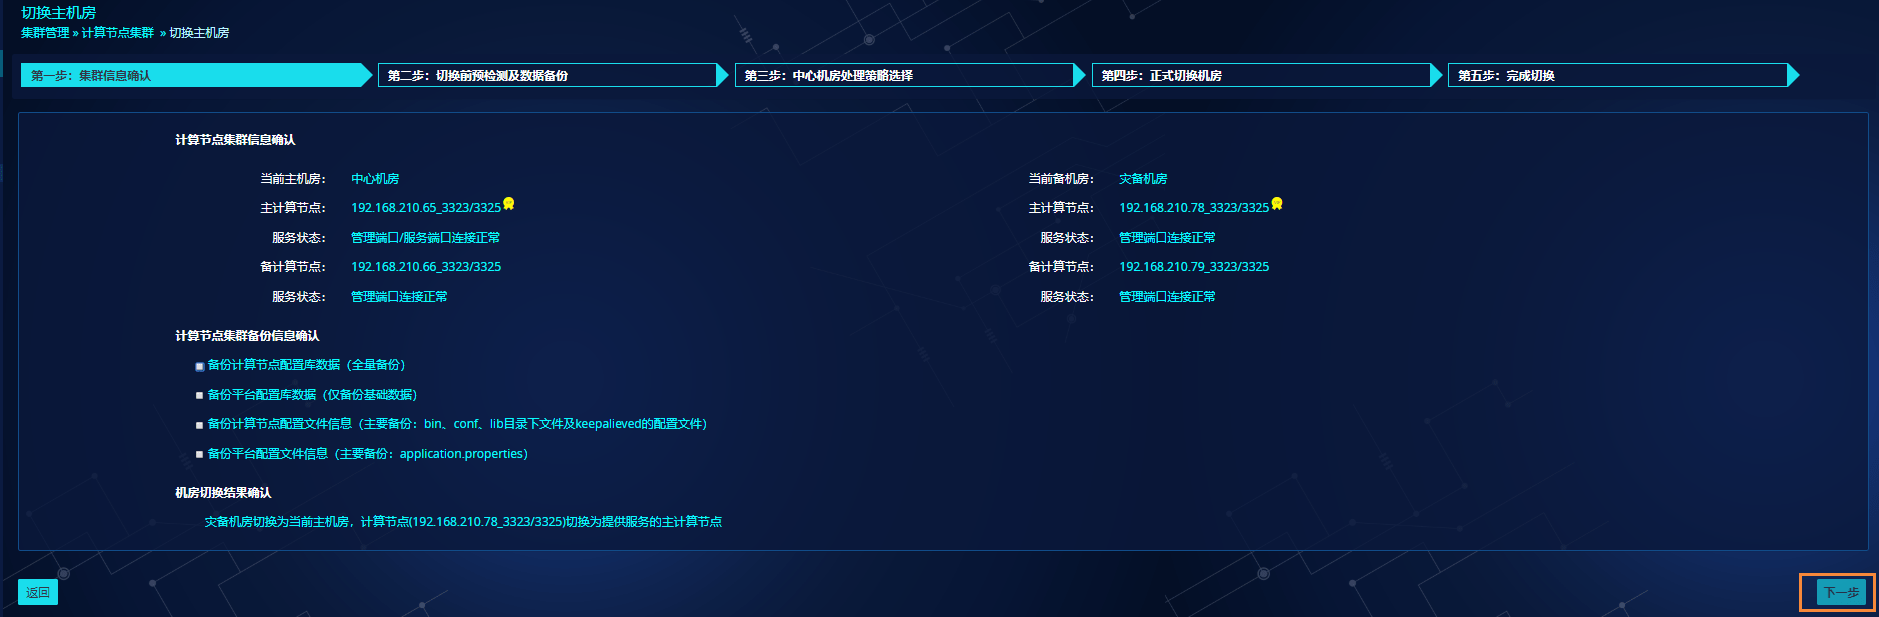 切换主机房
集群管理 » 计算节点集群 » 切换主机房
第一步：集群信息确认
第二步：切换前预检测及数据备份
第三步：中心机房处理策略选择
第四步：正式切换机房
第五步：完成切换
计算节点集群信息确认
当前主机房： 中心机房
当前备机房： 灾备机房
主计算节点： 192.168.210.65_3323/3325
主计算节点： 192.168.210.78_3323/3325
服务状态： 管理端口/服务端口连接正常
服务状态： 管理端口连接正常
备计算节点： 192.168.210.66_3323/3325
备计算节点： 192.168.210.79_3323/3325
服务状态： 管理端口连接正常
服务状态： 管理端口连接正常
计算节点集群备份信息确认
备份计算节点配置库数据（全量备份）
备份平台配置库数据（仅备份基础数据）
备份计算节点配置文件信息（主要备份：bin、conf、lib目录下文件及keepalieved的配置文件）
备份平台配置文件信息（主要备份：application.properties）
机房切换结果确认
灾备机房切换为当前主机房，计算节点(192.168.210.78_3323/3325)切换为提供服务的主计算节点
返回
下一步